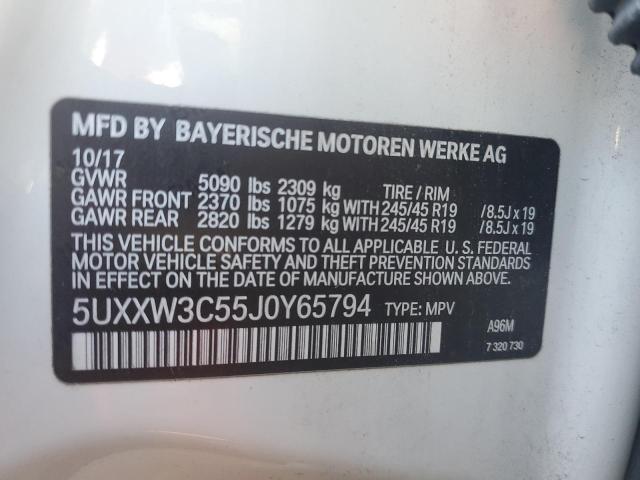 MFD BY BAYERISCHE MOTOREN WERKE AG
10/17
GVWR 5090 lbs 2309 kg TIRE / RIM
GAWR FRONT 2370 lbs 1075 kg WITH 245/45 R19 /8.5J x 19
GAWR REAR 2820 lbs 1279 kg WITH 245/45 R19 /8.5J x 19
THIS VEHICLE CONFORMS TO ALL APPLICABLE U. S. FEDERAL
MOTOR VEHICLE SAFETY AND THEFT PREVENTION STANDARDS
IN EFFECT ON THE DATE OF MANUFACTURE SHOWN ABOVE.
5UXXW3C55J0Y65794 TYPE: MPV
A96M
7 320 730